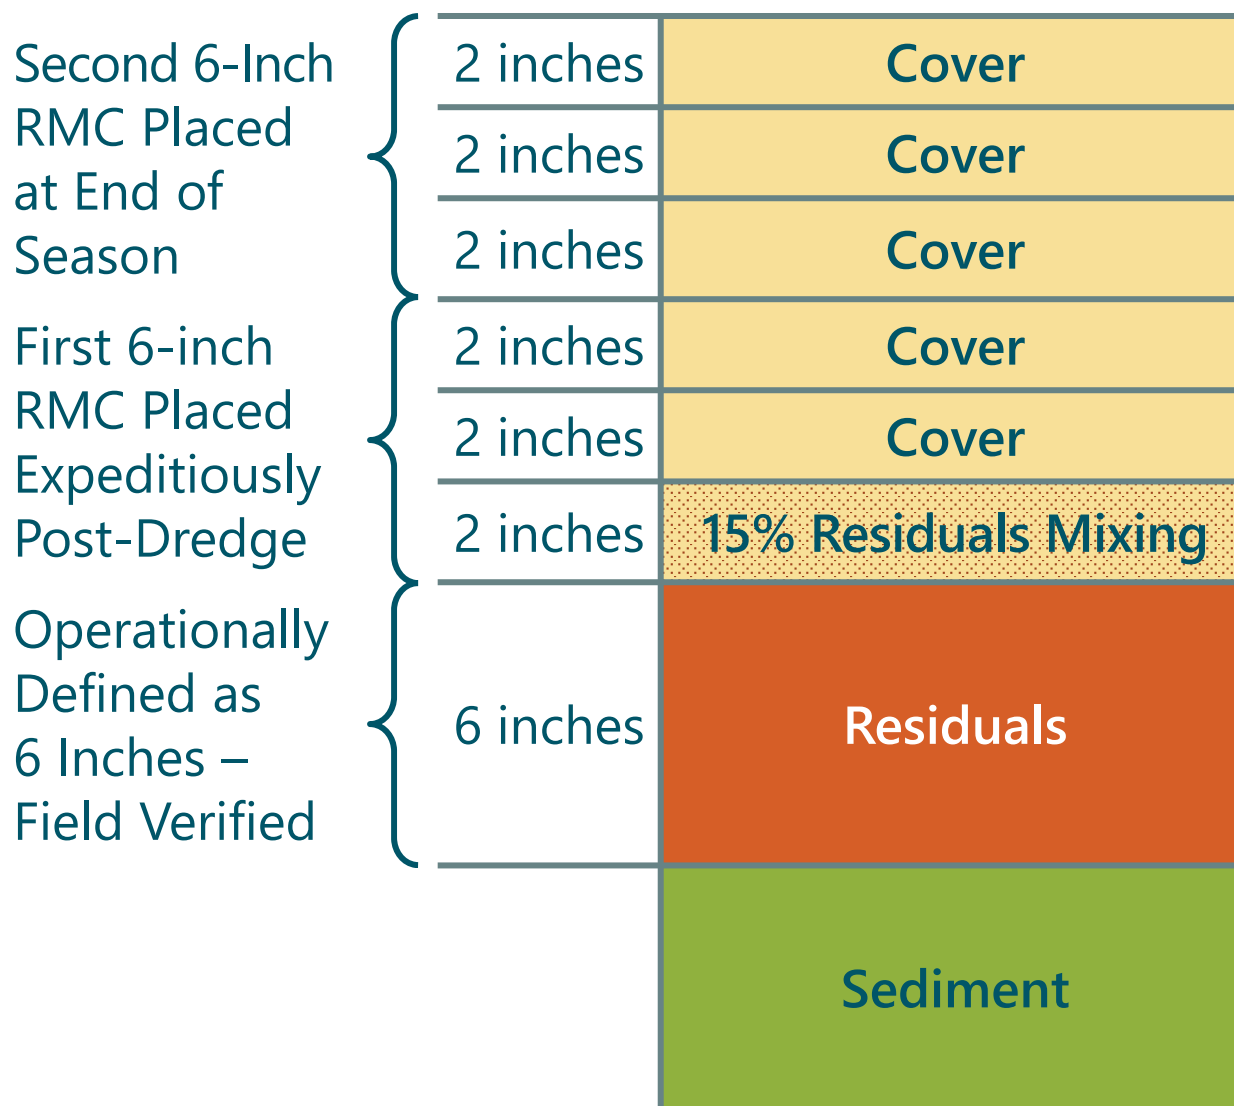 Second 6-Inch
RMC Placed
at End of
Season
2 inches Cover
2 inches Cover
2 inches Cover
First 6-inch
RMC Placed
Expeditiously
Post-Dredge
2 inches Cover
2 inches Cover
2 inches 15% Residuals Mixing
Operationally
Defined as
6 Inches –
Field Verified
6 inches Residuals
Sediment